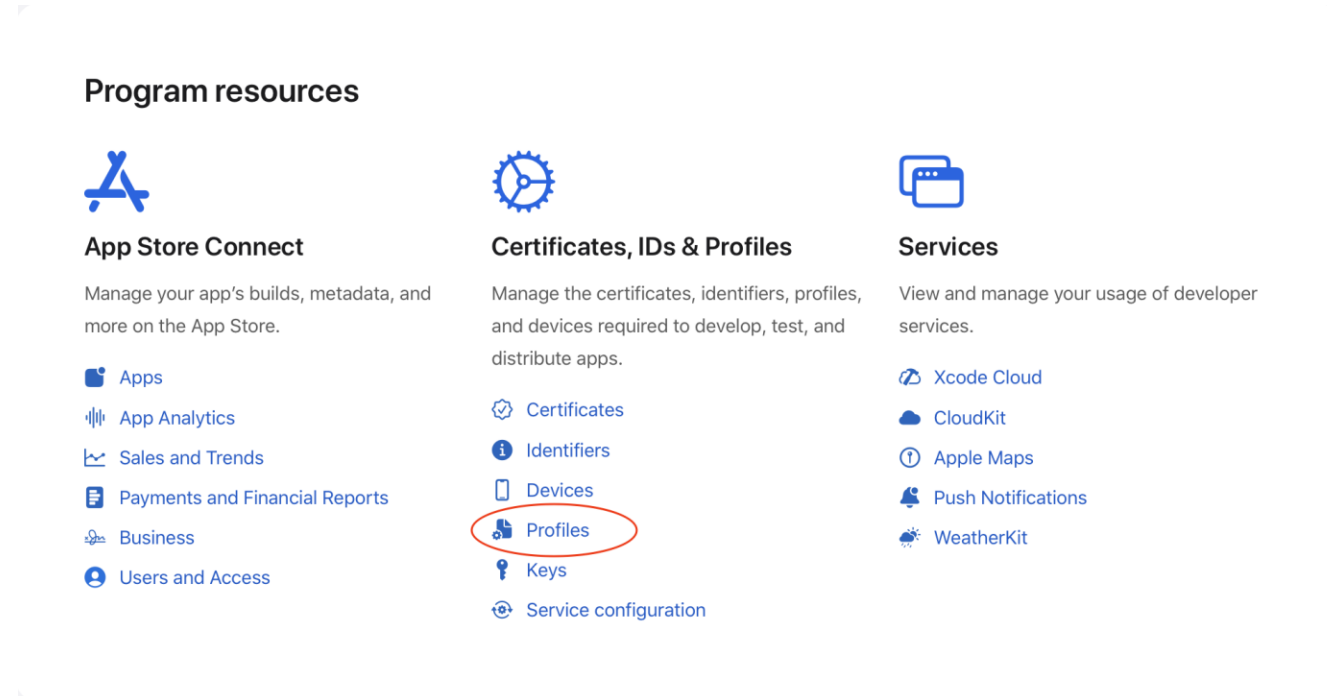 Program resources
App Store Connect
Manage your app's builds, metadata, and
more on the App Store.
Apps
App Analytics
Sales and Trends
Payments and Financial Reports
Business
Users and Access
Certificates, IDs & Profiles
Manage the certificates, identifiers, profiles,
and devices required to develop, test, and
distribute apps.
Certificates
Identifiers
Devices
Profiles
Keys
Service configuration
Services
View and manage your usage of developer
services.
Xcode Cloud
CloudKit
Apple Maps
Push Notifications
WeatherKit